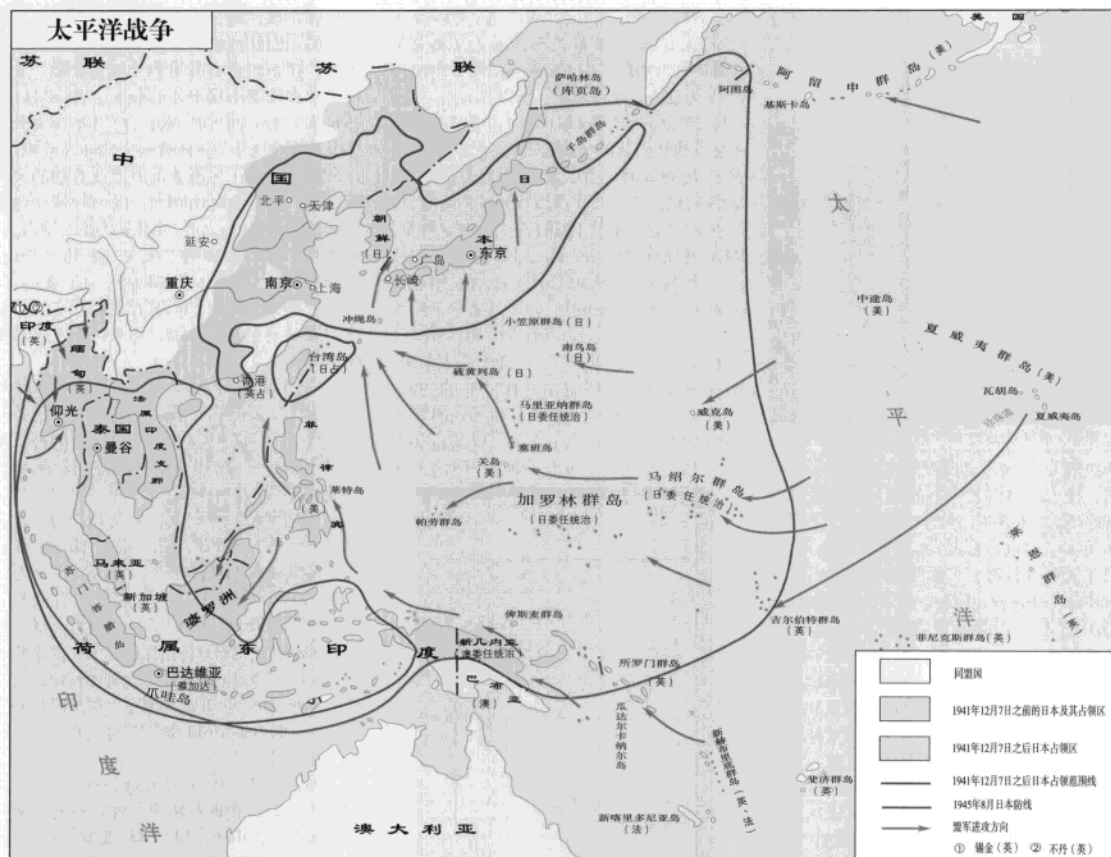 太平洋战争
苏联
苏联
美国
中
国
萨哈林岛
(库页岛)
阿图岛
基斯卡岛
阿留申群岛(美)
千岛群岛
日
本
北平
天津
朝鲜
(日)
延安
广岛
东京
长崎
重庆
南京
上海
太
平
洋
①②
印度
(英)
缅甸
(英)
冲绳岛
小笠原群岛(日)
南鸟岛
(日)
中途岛
(美)
夏威夷群岛(美)
台湾岛
(日占)
硫黄列岛(日)
香港
(英占)
马里亚纳群岛
(日委任统治)
威克岛
(美)
瓦胡岛
夏威夷岛
珍珠港
仰光
泰国
曼谷
法属印度支那
菲律宾
(美)
塞班岛
关岛
(美)
莱特岛
马绍尔群岛
(日委任统治)
加罗林群岛
(日委任统治)
帕劳群岛
莱恩群岛(英)
马来亚
(英)
新加坡
(英)
苏门答腊岛
婆罗洲
荷属东印度
俾斯麦群岛
吉尔伯特群岛
(英)
菲尼克斯群岛(英)
新几内亚
(澳委任统治)
所罗门群岛
(英)
巴达维亚
(雅加达)
爪哇岛
巴布亚
(澳)
瓜达尔卡纳尔岛
新赫布里底群岛(英、法)
斐济群岛
(英)
新喀里多尼亚岛
(法)
印
度
洋
澳大利亚
同盟国
1941年12月7日之前的日本及其占领区
1941年12月7日之后日本占领区
1941年12月7日之后日本占领范围线
1945年8月日本防线
盟军进攻方向
① 锡金(英) ② 不丹(英)